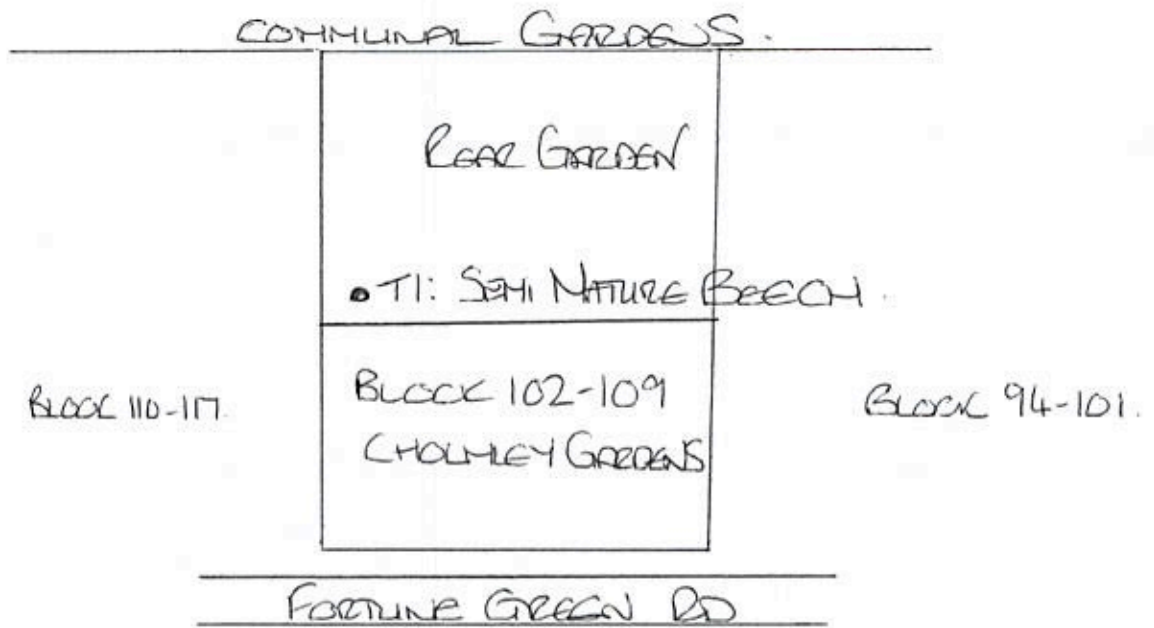 COMMUNAL GARDENS.
REAR GARDEN
T1: SEMI MATURE BEECH.
BLOCK 110-117.
BLOCK 102-109
CHOLMLEY GARDENS
BLOCK 94-101.
FORTUNE GREEN RD